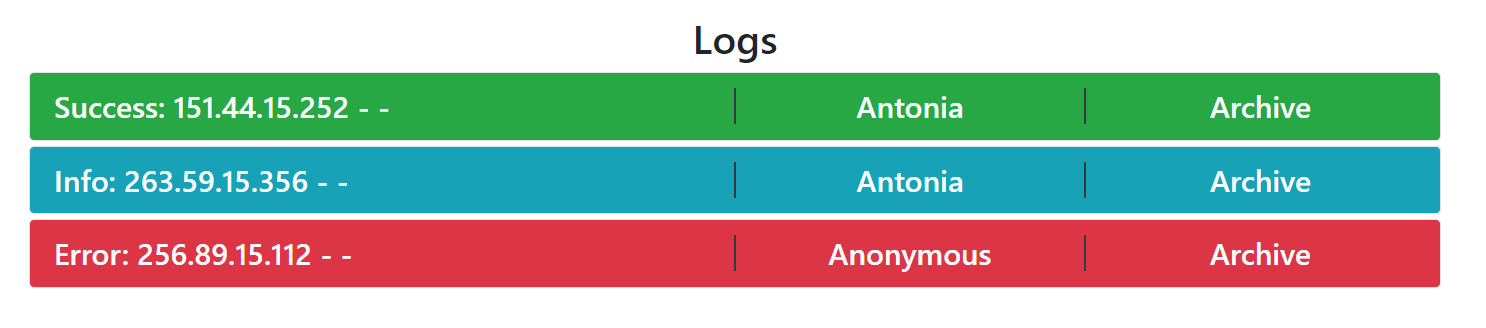 Logs
Success: 151.44.15.252 - - Antonia Archive
Info: 263.59.15.356 - - Antonia Archive
Error: 256.89.15.112 - - Anonymous Archive